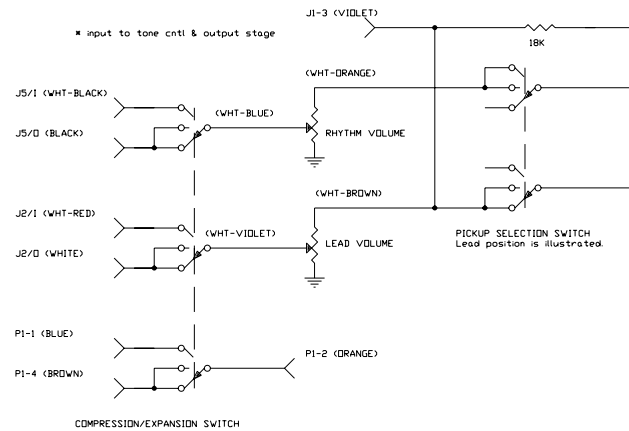 J1-3 (VIOLET)
* input to tone cntl & output stage
18K
(WHT-ORANGE)
J5/I (WHT-BLACK)
(WHT-BLUE)
J5/O (BLACK)
RHYTHM VOLUME
(WHT-BROWN)
J2/I (WHT-RED)
(WHT-VIOLET)
PICKUP SELECTION SWITCH
Lead position is illustrated.
J2/O (WHITE)
LEAD VOLUME
P1-1 (BLUE)
P1-2 (ORANGE)
P1-4 (BROWN)
COMPRESSION/EXPANSION SWITCH